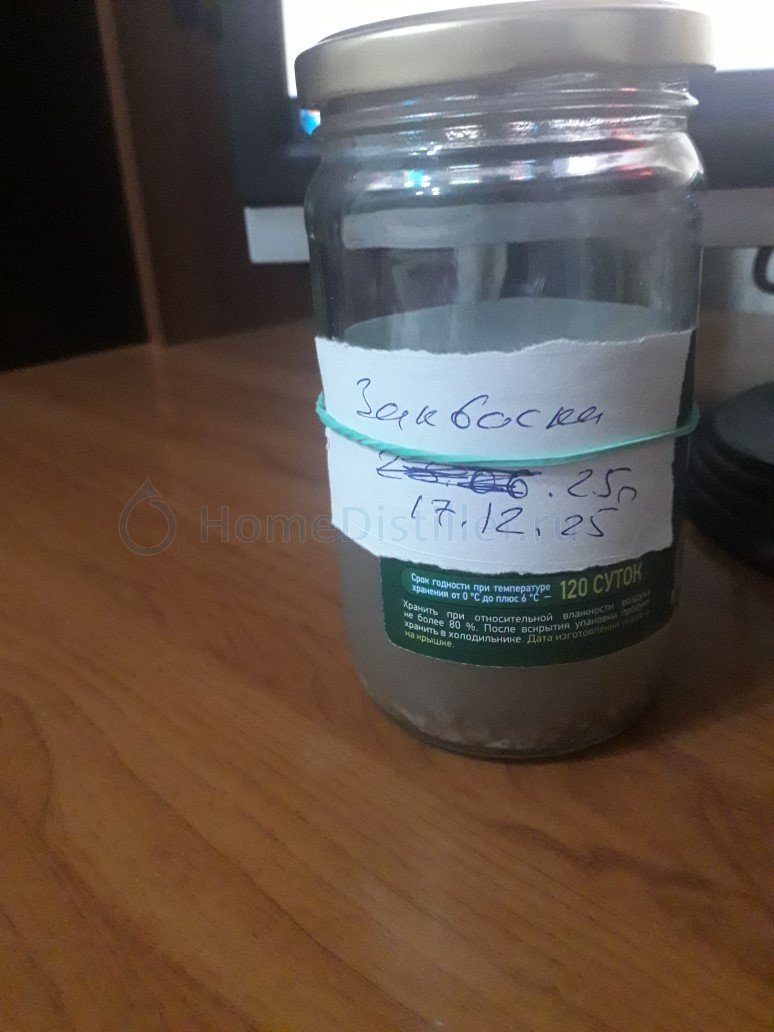 Закваска
25.06.25г
17.12.25
HomeDistiller.ru
Срок годности при температуре
хранения от 0 °C до плюс 6 °C – 120 СУТОК
Хранить при относительной влажности воздуха
не более 80 %. После вскрытия упаковки продукт
хранить в холодильнике. Дата изготовления указана
на крышке.